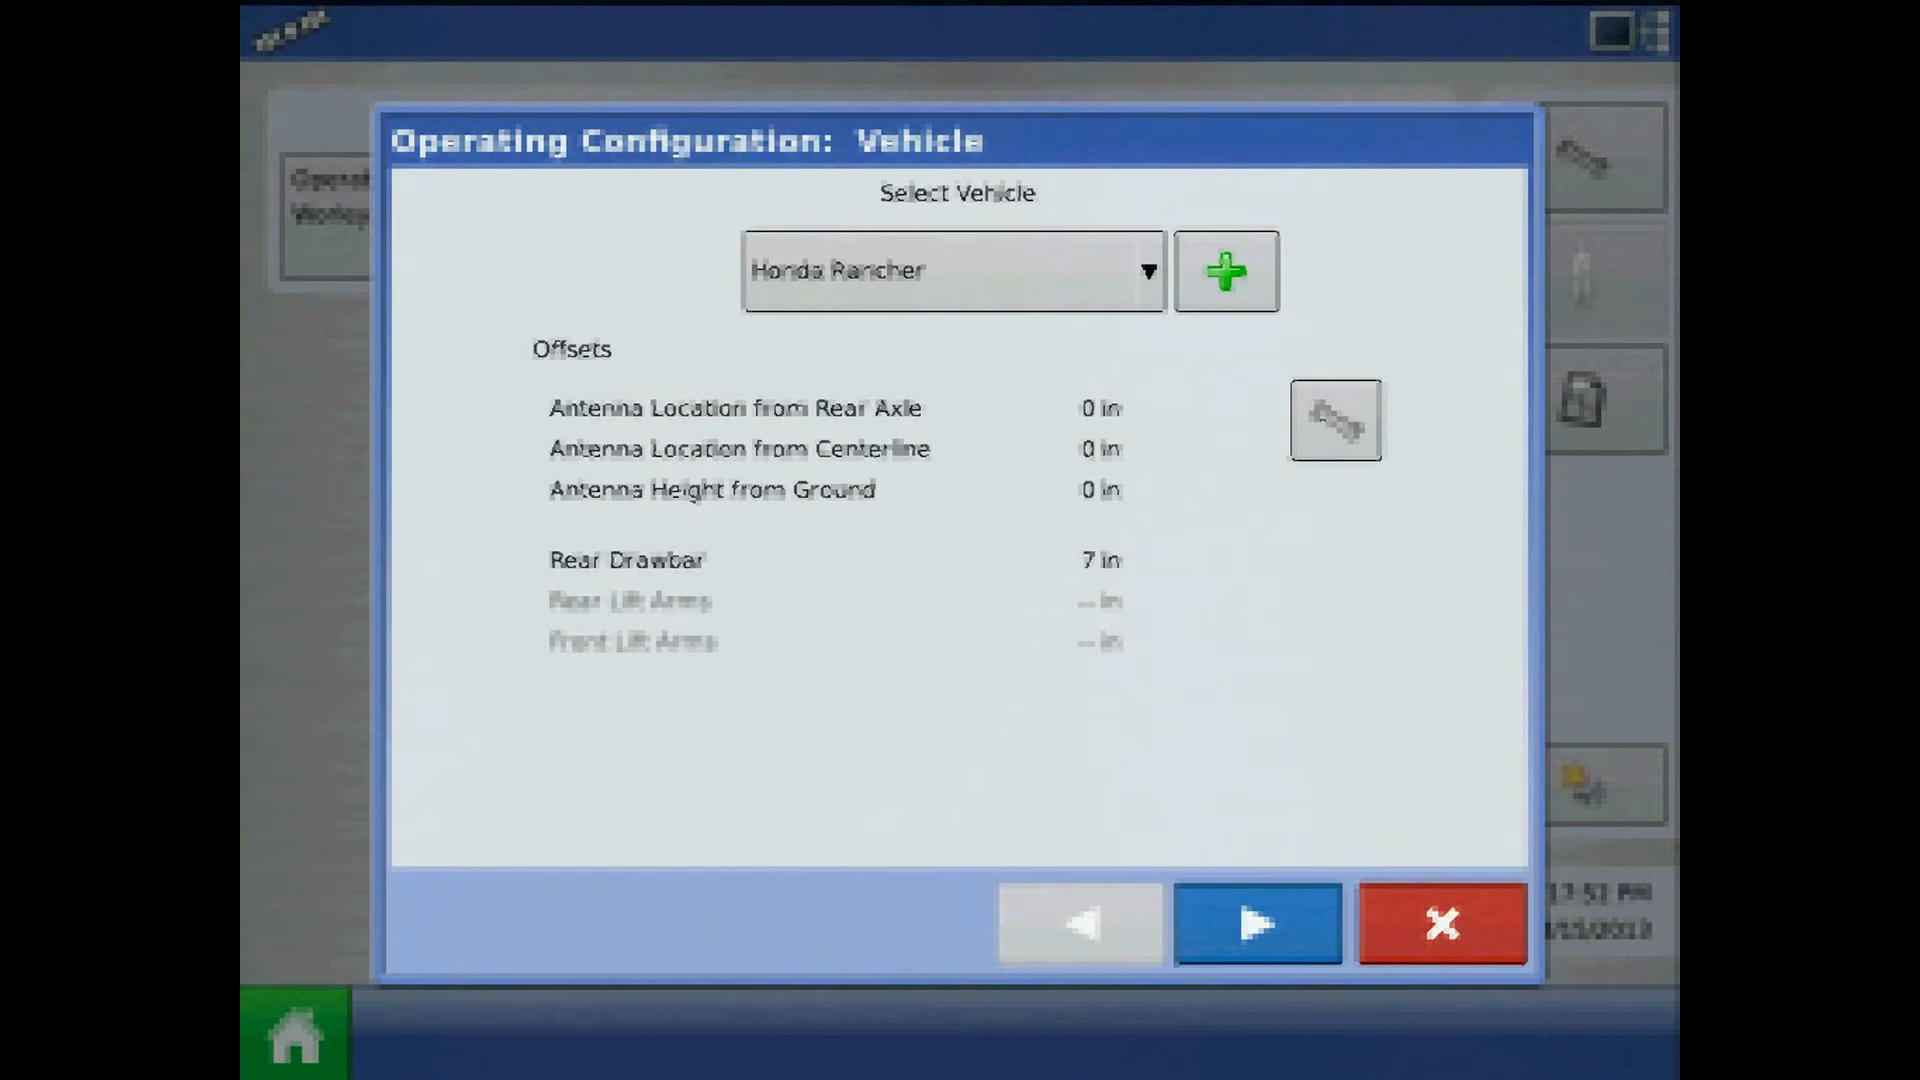 Operating Configuration: Vehicle
Select Vehicle
Honda Rancher
Offsets
Antenna Location from Rear Axle 0 in
Antenna Location from Centerline 0 in
Antenna Height from Ground 0 in
Rear Drawbar 7 in
Rear Lift Arms -- in
Front Lift Arms -- in